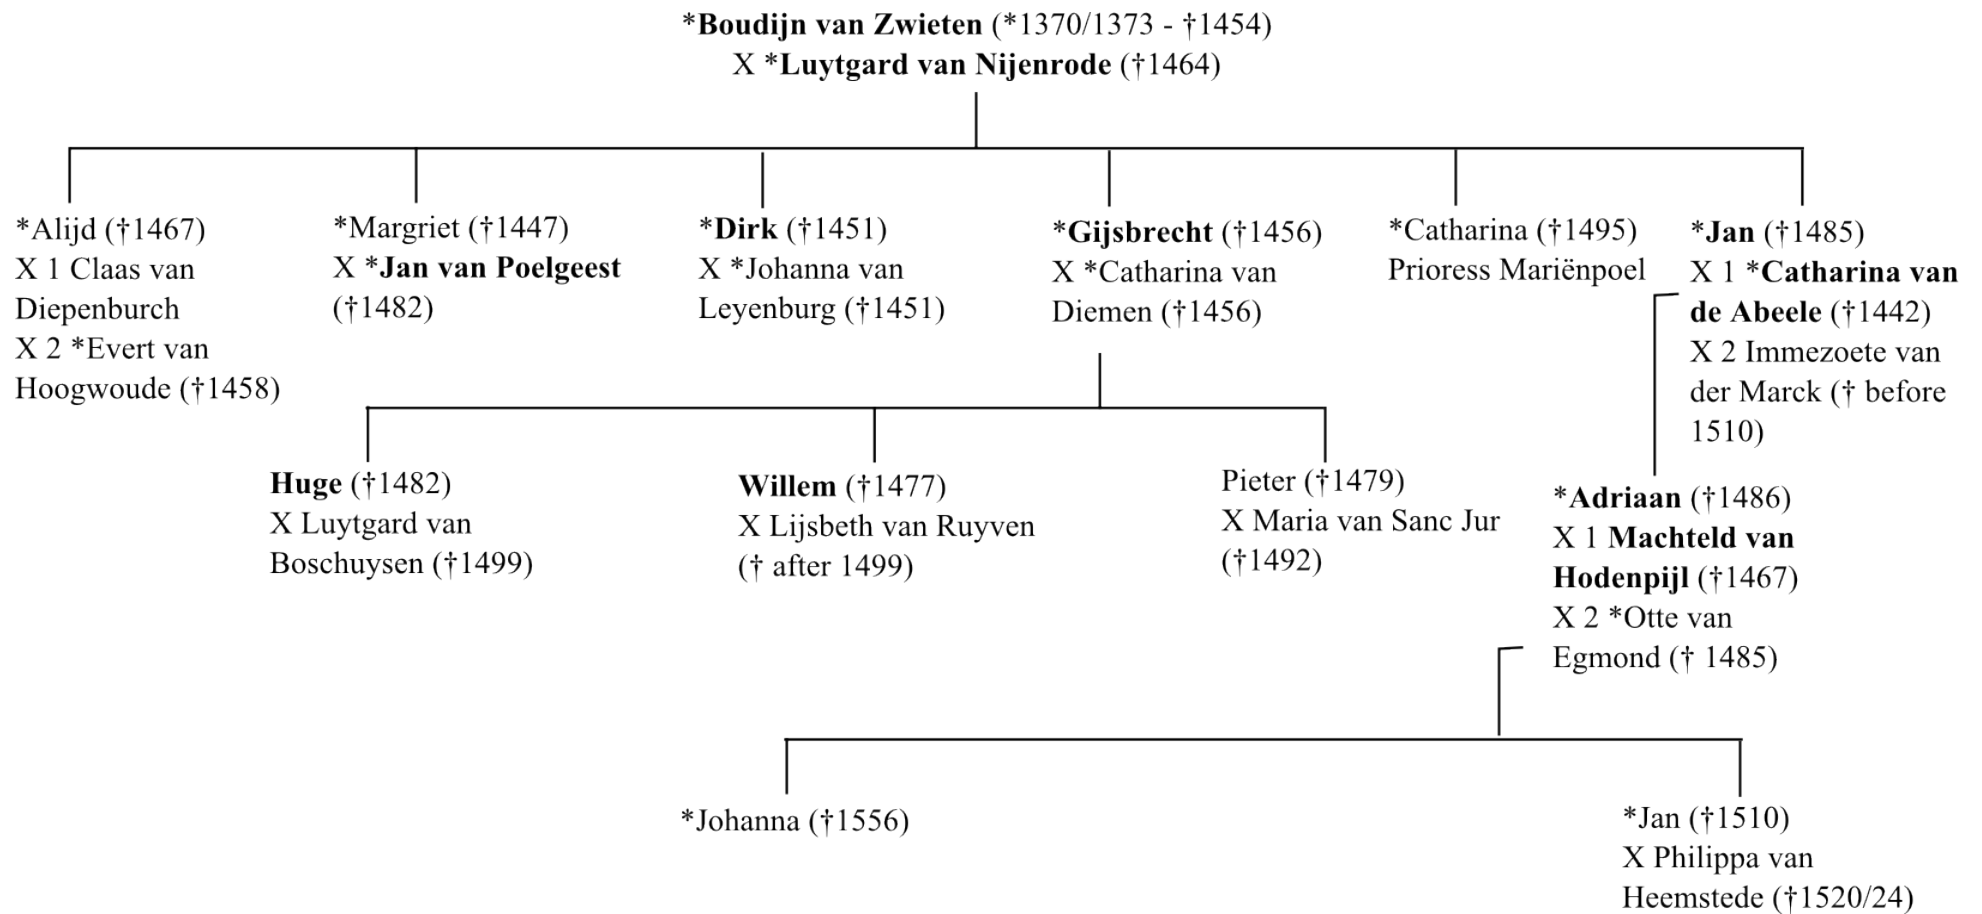 *Boudijn van Zwieten (*1370/1373 - †1454)
X *Luytgard van Nijenrode (†1464)
*Alijd (†1467)
X 1 Claas van
Diepenburch
X 2 *Evert van
Hoogwoude (†1458)
*Margriet (†1447)
X *Jan van Poelgeest
(†1482)
*Dirk (†1451)
X *Johanna van
Leyenburg (†1451)
*Gijsbrecht (†1456)
X *Catharina van
Diemen (†1456)
*Catharina (†1495)
Prioress Mariënpoel
*Jan (†1485)
X 1 *Catharina van
de Abeele (†1442)
X 2 Immezoete van
der Marck († before
1510)
Huge (†1482)
X Luytgard van
Boschuysen (†1499)
Willem (†1477)
X Lijsbeth van Ruyven
(† after 1499)
Pieter (†1479)
X Maria van Sanc Jur
(†1492)
*Adriaan (†1486)
X 1 Machteld van
Hodenpijl (†1467)
X 2 *Otte van
Egmond († 1485)
*Johanna (†1556)
*Jan (†1510)
X Philippa van
Heemstede (†1520/24)